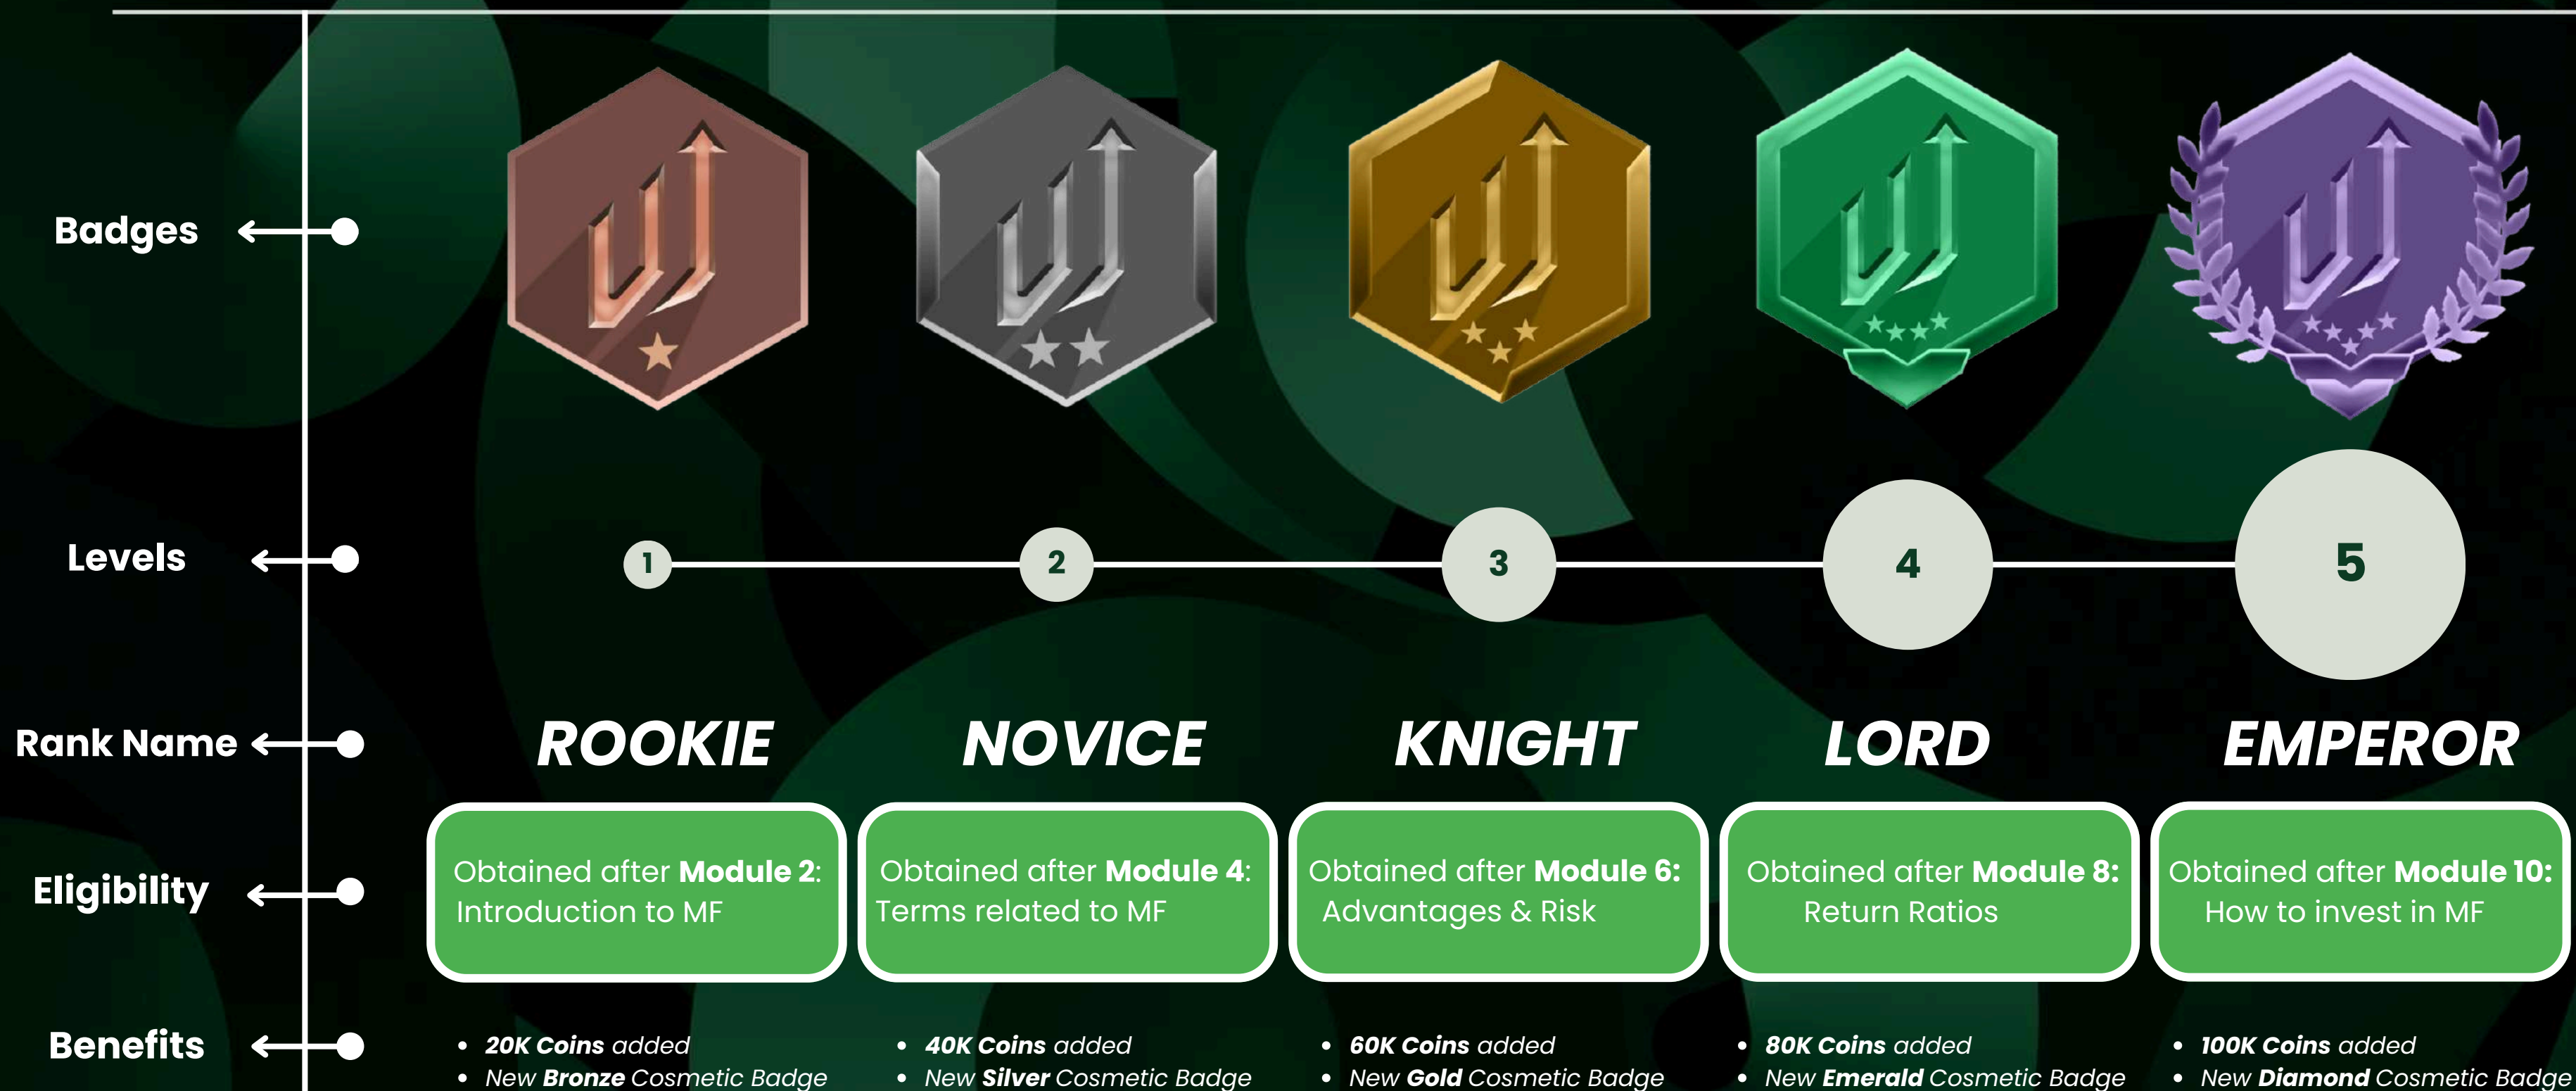 Badges
Levels
1
2
3
4
5
Rank Name
ROOKIE
NOVICE
KNIGHT
LORD
EMPEROR
Eligibility
Obtained after Module 2:
Introduction to MF
Obtained after Module 4:
Terms related to MF
Obtained after Module 6:
Advantages & Risk
Obtained after Module 8:
Return Ratios
Obtained after Module 10:
How to invest in MF
Benefits
• 20K Coins added
• New Bronze Cosmetic Badge
• 40K Coins added
• New Silver Cosmetic Badge
• 60K Coins added
• New Gold Cosmetic Badge
• 80K Coins added
• New Emerald Cosmetic Badge
• 100K Coins added
• New Diamond Cosmetic Badge